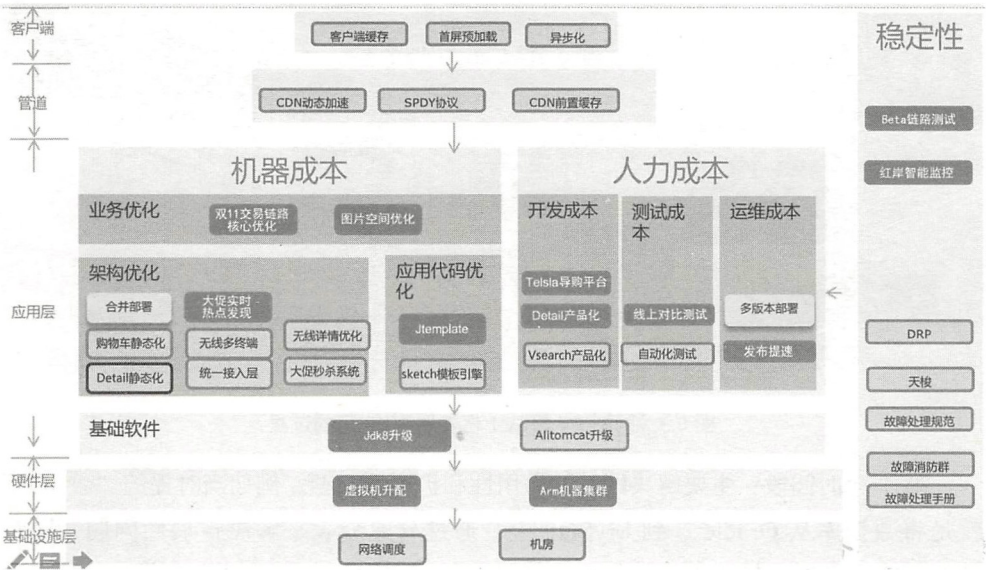 客户端
客户端缓存
首屏预加载
异步化
管道
CDN动态加速
SPDY协议
CDN前置缓存
应用层
机器成本
业务优化
双11交易链路
核心优化
图片空间优化
架构优化
合并部署
大促实时
热点发现
购物车静态化
无线多终端
无线详情优化
Detail静态化
统一接入层
大促秒杀系统
应用代码优
化
Jtemplate
sketch模板引擎
人力成本
开发成本
Telsla导购平台
Detail产品化
Vsearch产品化
测试成
本
线上对比测试
自动化测试
运维成本
多版本部署
发布提速
基础软件
Jdk8升级
Alitomcat升级
硬件层
虚拟机升配
Arm机器集群
基础设施层
网络调度
机房
稳定性
Beta链路测试
红岸智能监控
DRP
天梭
故障处理规范
故障消防群
故障处理手册